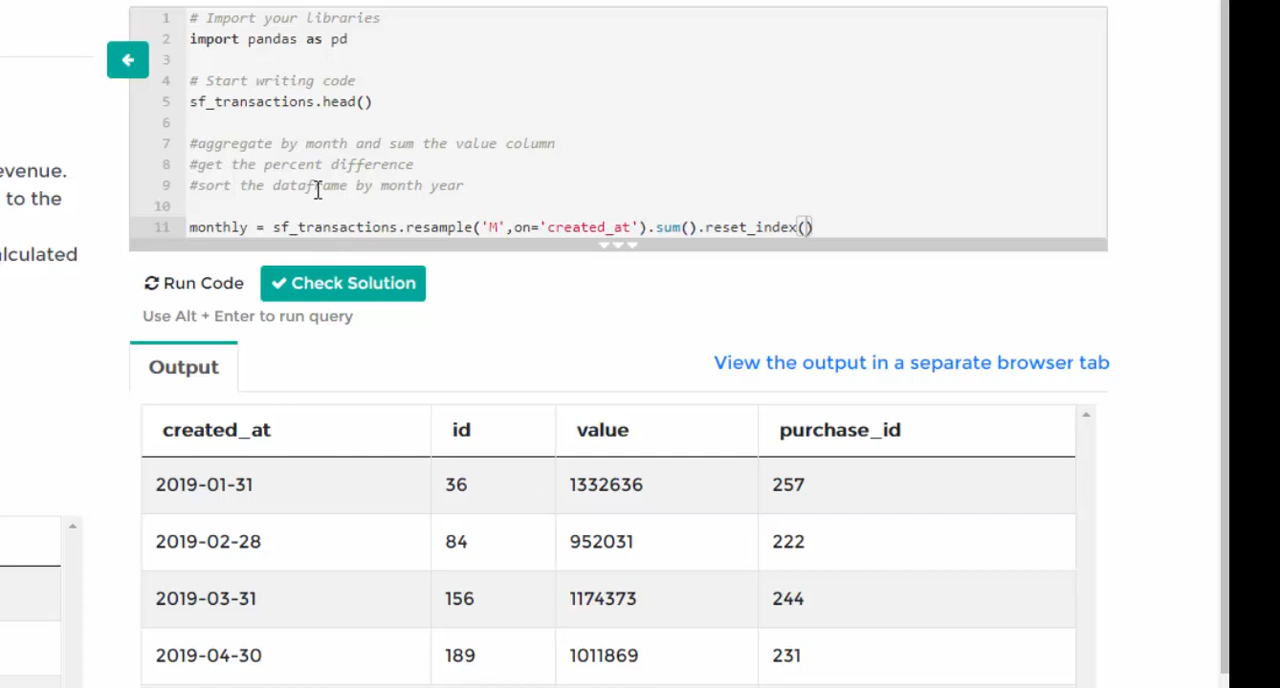 1 # Import your libraries
2 import pandas as pd
3
4 # Start writing code
5 sf_transactions.head()
6
7 #aggregate by month and sum the value column
8 #get the percent difference
9 #sort the dataframe by month year
10
11 monthly = sf_transactions.resample('M',on='created_at').sum().reset_index()
evenue.
to the
lculated
Run Code Check Solution
Use Alt + Enter to run query
Output View the output in a separate browser tab
created_at id value purchase_id
2019-01-31 36 1332636 257
2019-02-28 84 952031 222
2019-03-31 156 1174373 244
2019-04-30 189 1011869 231